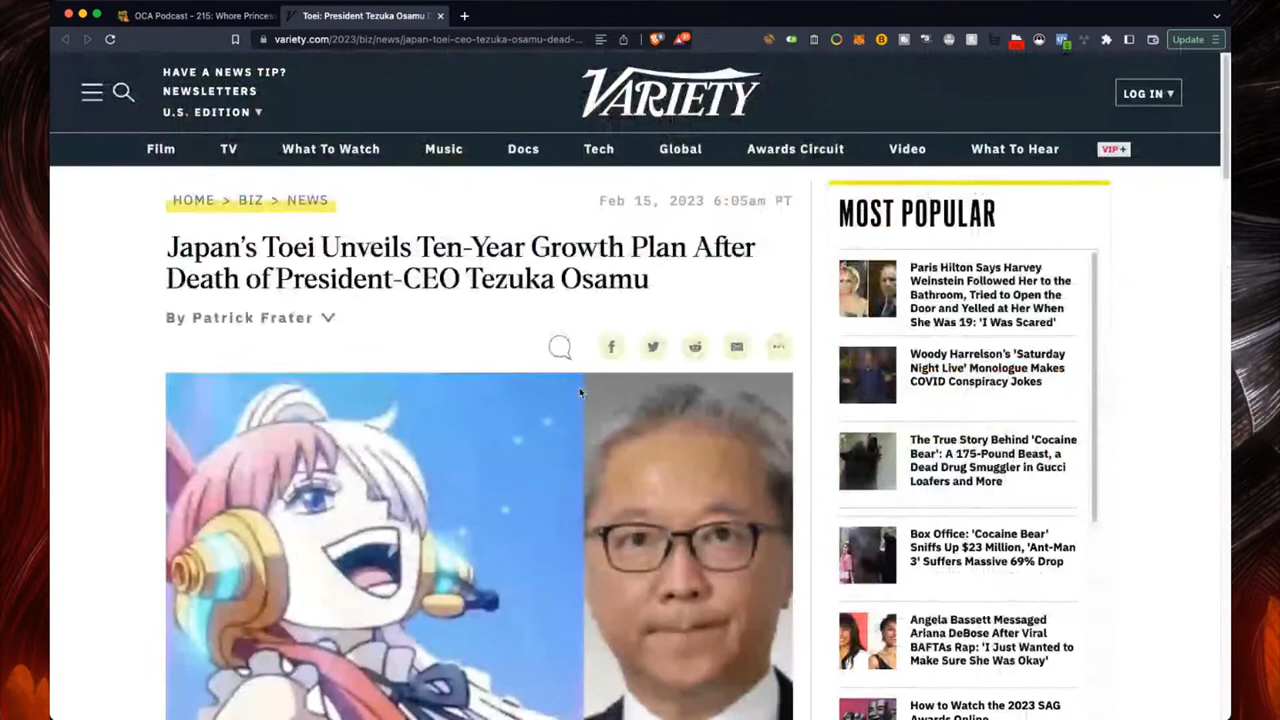 OCA Podcast - 215: Whore Princes
Toei: President Tezuka Osamu D
variety.com/2023/biz/news/japan-toei-ceo-tezuka-osamu-dead-...
Update
HAVE A NEWS TIP?
NEWSLETTERS
U.S. EDITION
VARIETY
LOG IN
Film
TV
What To Watch
Music
Docs
Tech
Global
Awards Circuit
Video
What To Hear
VIP+
HOME > BIZ > NEWS
Feb 15, 2023 6:05am PT
Japan's Toei Unveils Ten-Year Growth Plan After
Death of President-CEO Tezuka Osamu
By Patrick Frater
MOST POPULAR
Paris Hilton Says Harvey
Weinstein Followed Her to the
Bathroom, Tried to Open the
Door and Yelled at Her When
She Was 19: 'I Was Scared'
Woody Harrelson's 'Saturday
Night Live' Monologue Makes
COVID Conspiracy Jokes
The True Story Behind 'Cocaine
Bear': A 175-Pound Beast, a
Dead Drug Smuggler in Gucci
Loafers and More
Box Office: 'Cocaine Bear'
Sniffs Up $23 Million, 'Ant-Man
3' Suffers Massive 69% Drop
Angela Bassett Messaged
Ariana DeBose After Viral
BAFTAs Rap: 'I Just Wanted to
Make Sure She Was Okay'
How to Watch the 2023 SAG
Awards Online